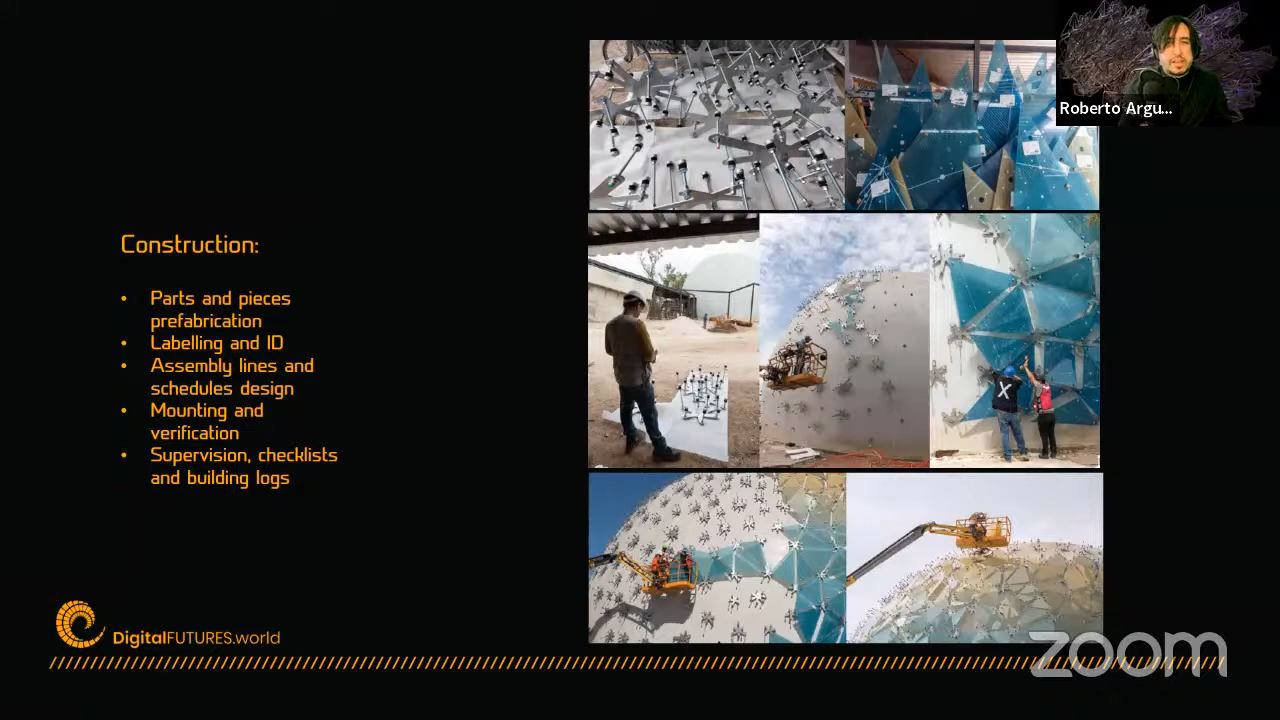 Roberto Argu...
Construction:
• Parts and pieces
prefabrication
• Labelling and ID
• Assembly lines and
schedules design
• Mounting and
verification
• Supervision, checklists
and building logs
X
DigitalFUTURES.world
zoom